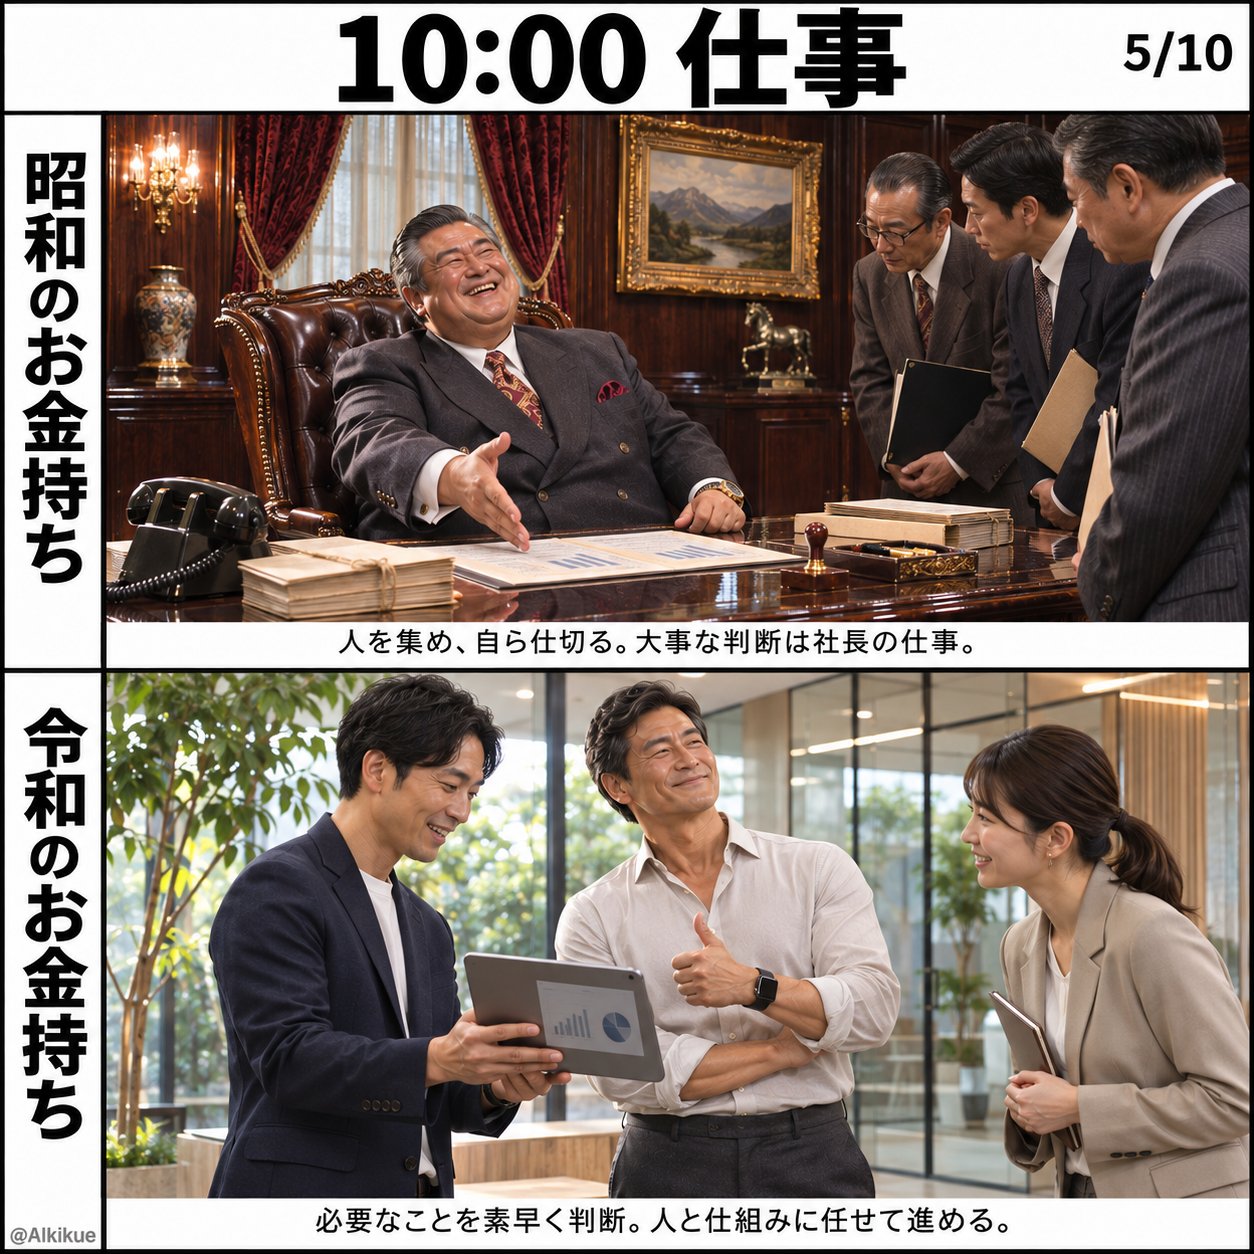 10:00 仕事
5/10
昭和のお金持ち
人を集め、自ら仕切る。大事な判断は社長の仕事。
令和のお金持ち
必要なことを素早く判断。人と仕組みに任せて進める。
@Alkikue